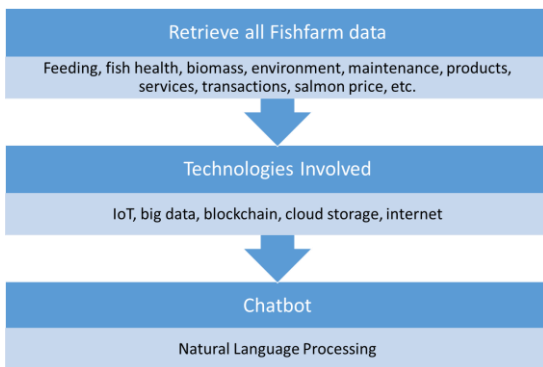 Retrieve all Fishfarm data
Feeding, fish health, biomass, environment, maintenance, products,
services, transactions, salmon price, etc.
Technologies Involved
IoT, big data, blockchain, cloud storage, internet
Chatbot
Natural Language Processing